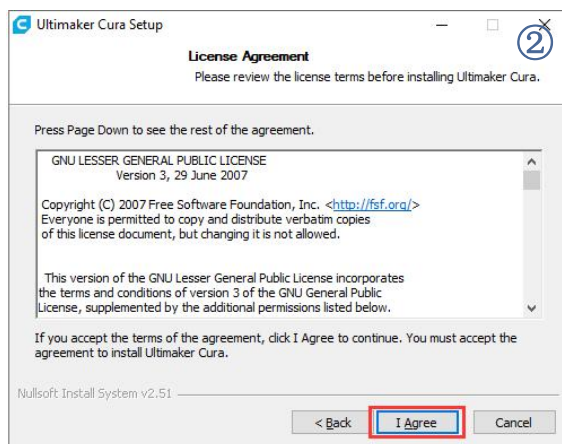 Ultimaker Cura Setup
②
License Agreement
Please review the license terms before installing Ultimaker Cura.
Press Page Down to see the rest of the agreement.
GNU LESSER GENERAL PUBLIC LICENSE
Version 3, 29 June 2007
Copyright (C) 2007 Free Software Foundation, Inc. <http://fsf.org/>
Everyone is permitted to copy and distribute verbatim copies
of this license document, but changing it is not allowed.
This version of the GNU Lesser General Public License incorporates
the terms and conditions of version 3 of the GNU General Public
License, supplemented by the additional permissions listed below.
If you accept the terms of the agreement, click I Agree to continue. You must accept the
agreement to install Ultimaker Cura.
Nullsoft Install System v2.51
< Back I Agree Cancel